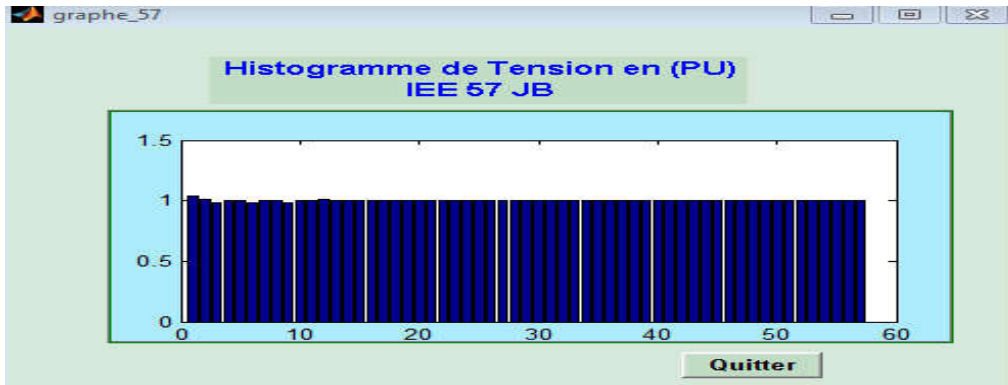 graphe_57
Histogramme de Tension en (PU)
IEE 57 JB
1.5
1
0.5
0
0 10 20 30 40 50 60
Quitter